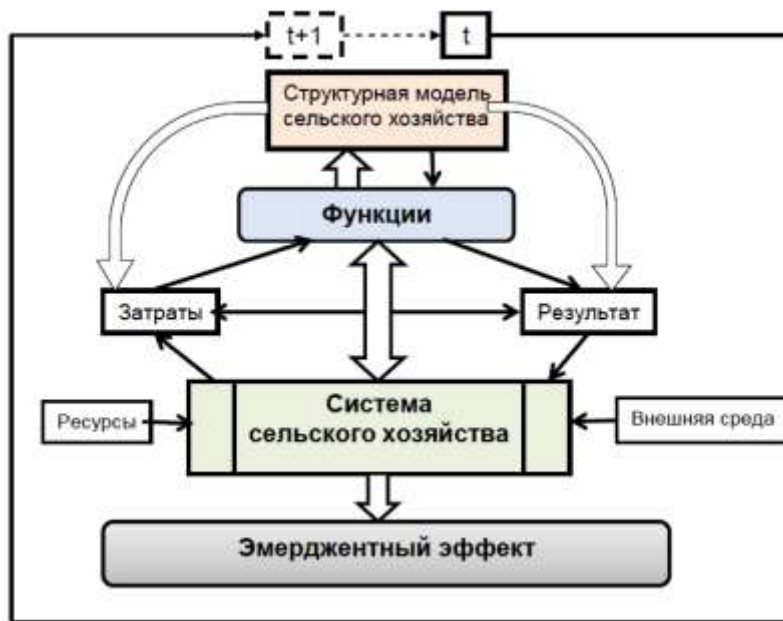 t+1
t
Структурная модель
сельского хозяйства
Функции
Затраты
Результат
Система
сельского хозяйства
Ресурсы
Внешняя среда
Эмерджентный эффект